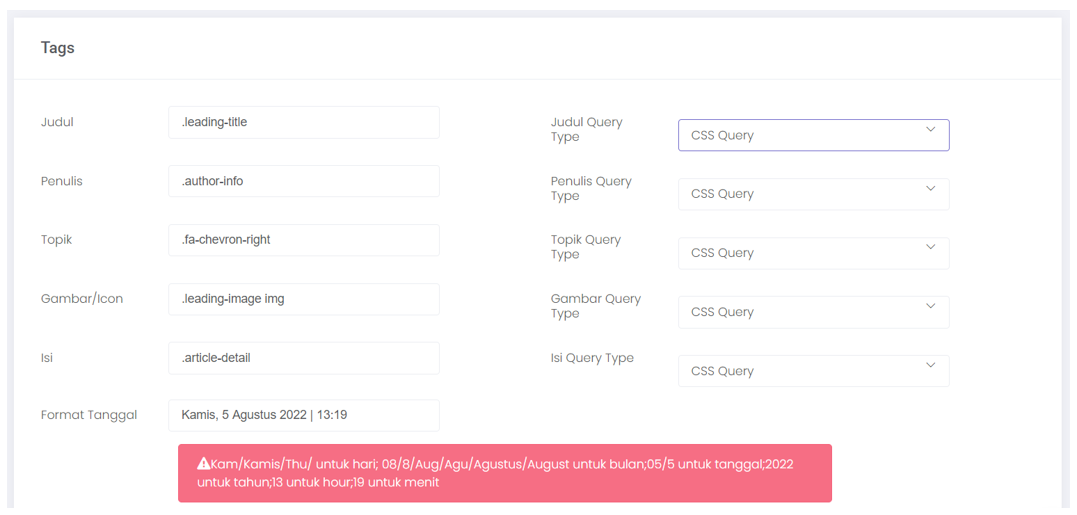 Tags
Judul
.leading-title
Judul Query
Type
CSS Query
Penulis
.author-info
Penulis Query
Type
CSS Query
Topik
.fa-chevron-right
Topik Query
Type
CSS Query
Gambar/Icon
.leading-image img
Gambar Query
Type
CSS Query
Isi
.article-detail
Isi Query Type
CSS Query
Format Tanggal
Kamis, 5 Agustus 2022 | 13:19
Kam/Kamis/Thu/ untuk hari; 08/8/Aug/Agu/Agustus/August untuk bulan;05/5 untuk tanggal;2022
untuk tahun;13 untuk hour;19 untuk menit